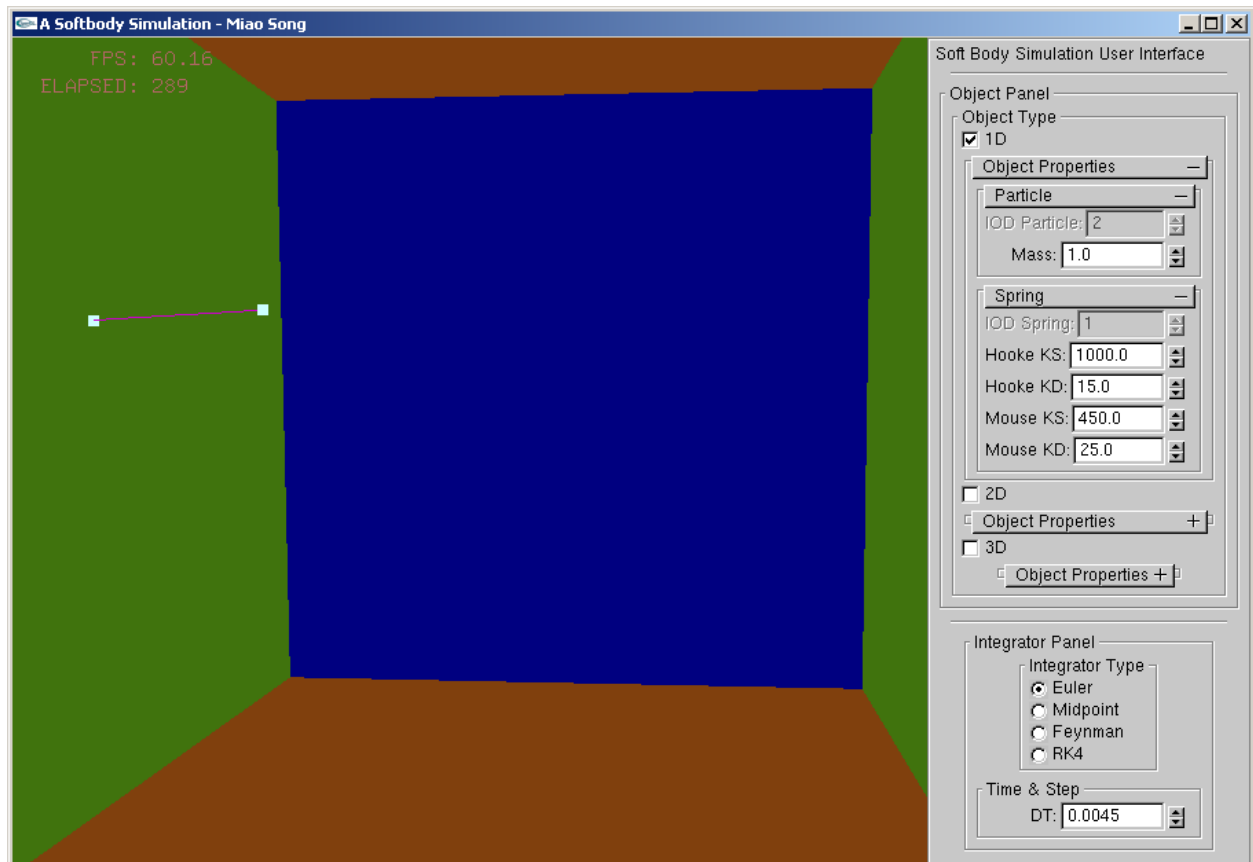 A Softbody Simulation - Miao Song
FPS: 60.16
ELAPSED: 289
Soft Body Simulation User Interface
Object Panel
Object Type
1D
Object Properties
Particle
IOD Particle: 2
Mass: 1.0
Spring
IOD Spring: 1
Hooke KS: 1000.0
Hooke KD: 15.0
Mouse KS: 450.0
Mouse KD: 25.0
2D
Object Properties
3D
Object Properties
Integrator Panel
Integrator Type
Euler
Midpoint
Feynman
RK4
Time & Step
DT: 0.0045